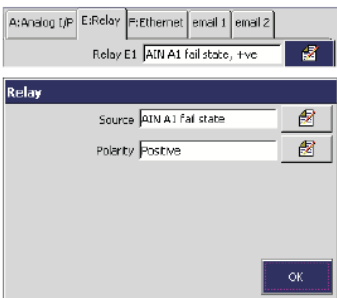 A:Analog I/P E:Relay F:Ethernet email 1 email 2
Relay E1 AIN A1 fail state, +ve
Relay
Source AIN A1 fail state
Polarity Positive
OK